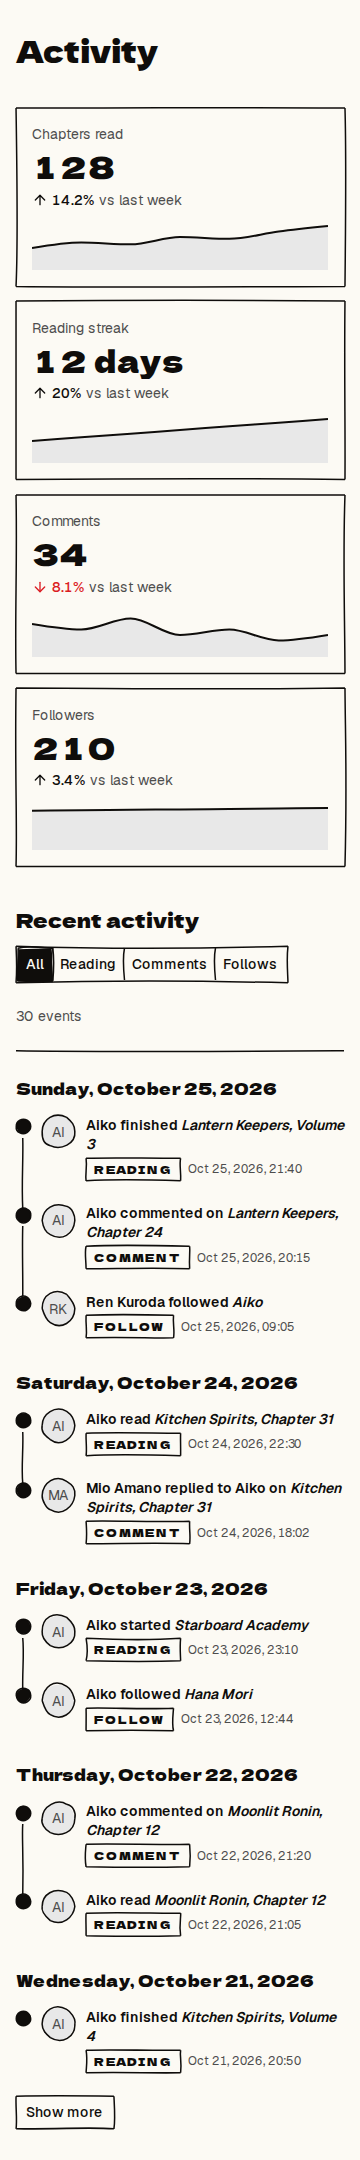 Activity
Chapters read
128
↑ 14.2% vs last week
Reading streak
12 days
↑ 20% vs last week
Comments
34
↓ 8.1% vs last week
Followers
210
↑ 3.4% vs last week
Recent activity
All Reading Comments Follows
30 events
Sunday, October 25, 2026
AI Aiko finished Lantern Keepers, Volume
3
READING Oct 25, 2026, 21:40
AI Aiko commented on Lantern Keepers,
Chapter 24
COMMENT Oct 25, 2026, 20:15
RK Ren Kuroda followed Aiko
FOLLOW Oct 25, 2026, 09:05
Saturday, October 24, 2026
AI Aiko read Kitchen Spirits, Chapter 31
READING Oct 24, 2026, 22:30
MA Mio Amano replied to Aiko on Kitchen
Spirits, Chapter 31
COMMENT Oct 24, 2026, 18:02
Friday, October 23, 2026
AI Aiko started Starboard Academy
READING Oct 23, 2026, 23:10
AI Aiko followed Hana Mori
FOLLOW Oct 23, 2026, 12:44
Thursday, October 22, 2026
AI Aiko commented on Moonlit Ronin,
Chapter 12
COMMENT Oct 22, 2026, 21:20
AI Aiko read Moonlit Ronin, Chapter 12
READING Oct 22, 2026, 21:05
Wednesday, October 21, 2026
AI Aiko finished Kitchen Spirits, Volume
4
READING Oct 21, 2026, 20:50
Show more